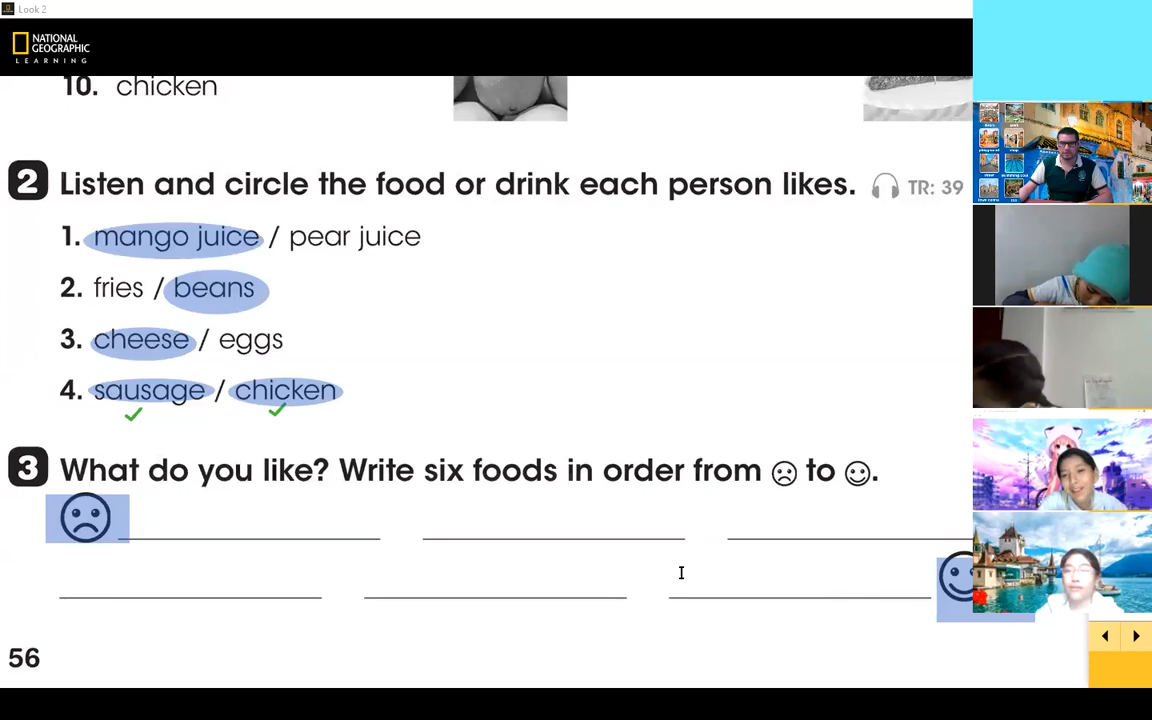 Look 2
NATIONAL
GEOGRAPHIC
LEARNING
10. chicken
2 Listen and circle the food or drink each person likes. TR: 39
1. mango juice / pear juice
2. fries / beans
3. cheese / eggs
4. sausage / chicken
3 What do you like? Write six foods in order from to .
56